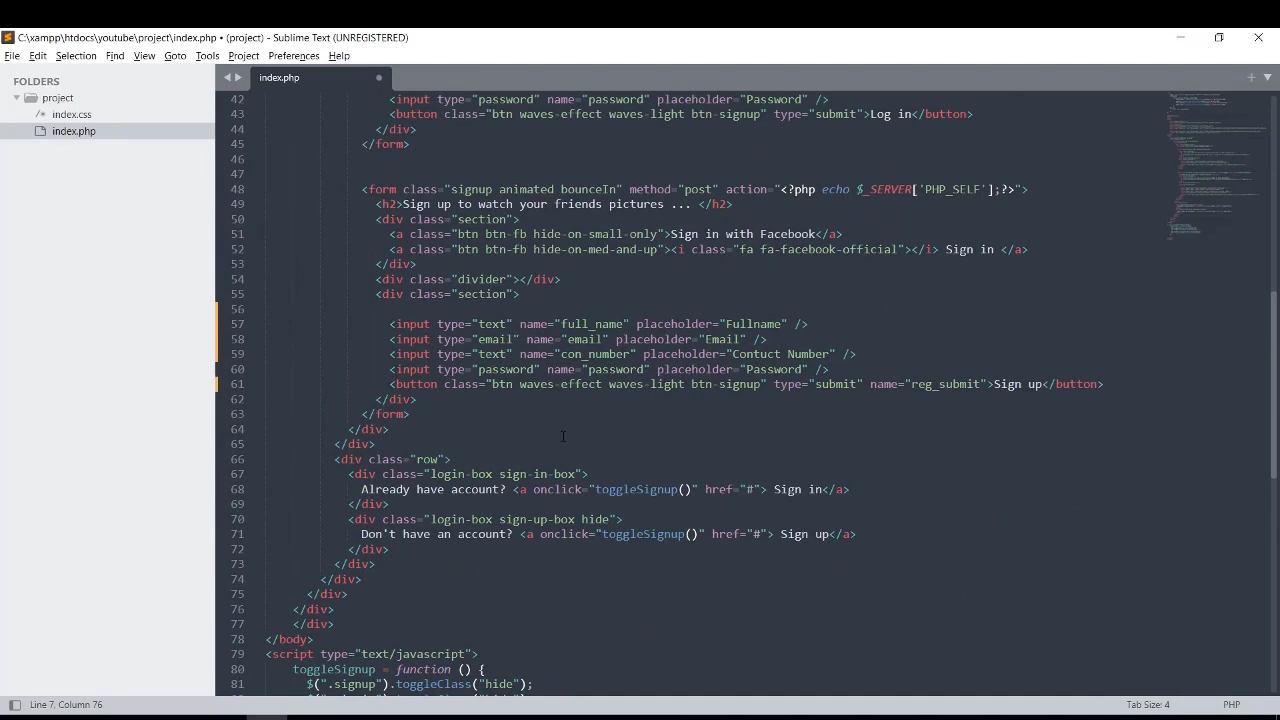 C:\xampp\htdocs\youtube\project\index.php • (project) - Sublime Text (UNREGISTERED)
File Edit Selection Find View Goto Tools Project Preferences Help
FOLDERS
project
/* index.css
<> index.php
index.php
42 <input type="password" name="password" placeholder="Password" />
43 <button class="btn waves-effect waves-light btn-signup" type="submit">Log in</button>
44 </div>
45 </form>
46
47
48 <form class="signup animated bounceIn" method="post" action="<?php echo $_SERVER['PHP_SELF'];?>">
49 <h2>Sign up to watch your friends pictures ... </h2>
50 <div class="section">
51 <a class="btn btn-fb hide-on-small-only">Sign in with Facebook</a>
52 <a class="btn btn-fb hide-on-med-and-up"><i class="fa fa-facebook-official"></i> Sign in </a>
53 </div>
54 <div class="divider"></div>
55 <div class="section">
56
57 <input type="text" name="full_name" placeholder="Fullname" />
58 <input type="email" name="email" placeholder="Email" />
59 <input type="text" name="con_number" placeholder="Contuct Number" />
60 <input type="password" name="password" placeholder="Password" />
61 <button class="btn waves-effect waves-light btn-signup" type="submit" name="reg_submit">Sign up</button>
62 </div>
63 </form>
64 </div>
65 </div>
66 <div class="row">
67 <div class="login-box sign-in-box">
68 Already have account? <a onclick="toggleSignup()" href="#"> Sign in</a>
69 </div>
70 <div class="login-box sign-up-box hide">
71 Don't have an account? <a onclick="toggleSignup()" href="#"> Sign up</a>
72 </div>
73 </div>
74 </div>
75 </div>
76 </div>
77 </div>
78 </body>
79 <script type="text/javascript">
80 toggleSignup = function () {
81 $(".signup").toggleClass("hide");
Line 7, Column 76
Tab Size: 4
PHP